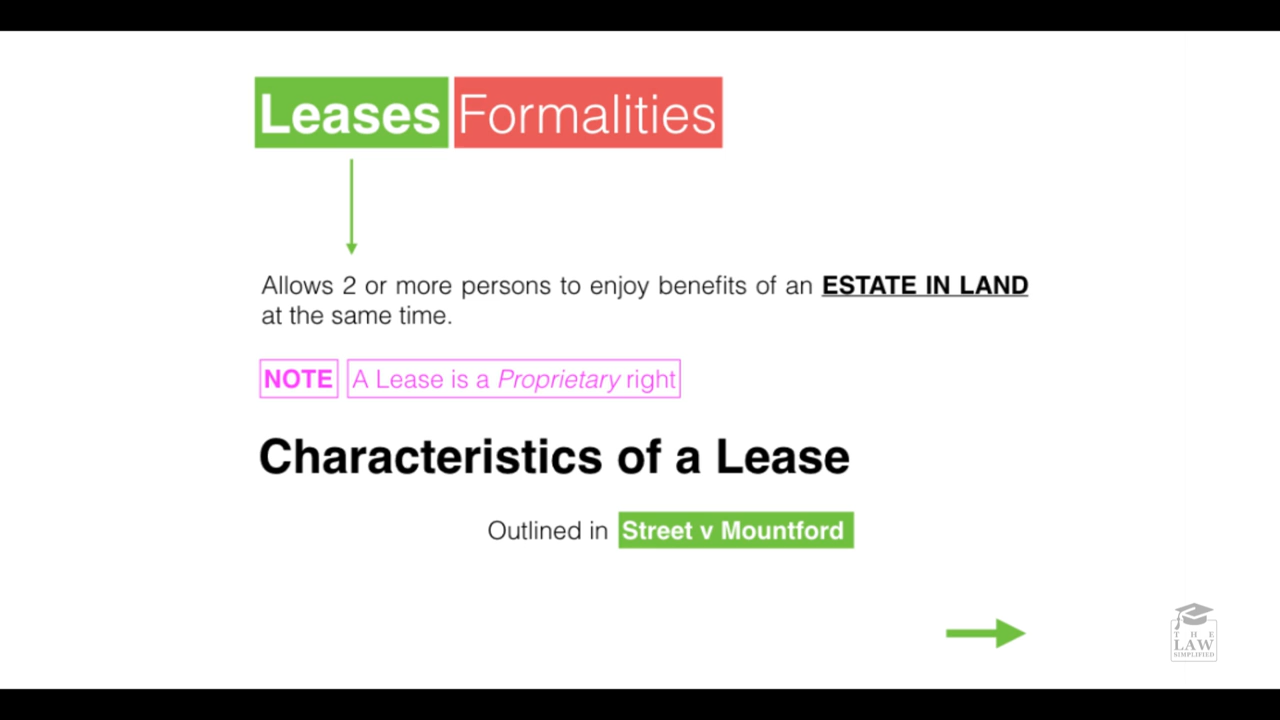 Leases Formalities
Allows 2 or more persons to enjoy benefits of an ESTATE IN LAND
at the same time.
NOTE A Lease is a Proprietary right
Characteristics of a Lease
Outlined in Street v Mountford
THE
LAW
SIMPLIFIED